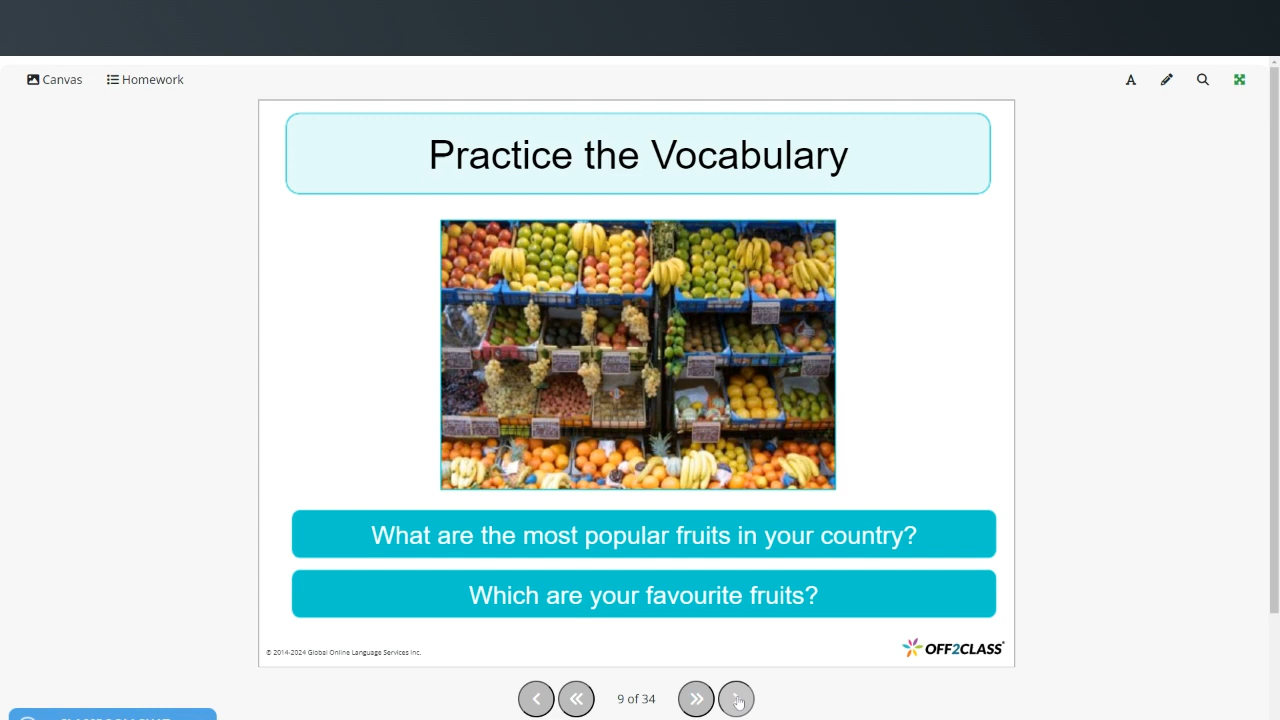 Canvas Homework
A
Practice the Vocabulary
What are the most popular fruits in your country?
Which are your favourite fruits?
© 2014-2024 Global Online Language Services Inc.
OFF2CLASS
9 of 34